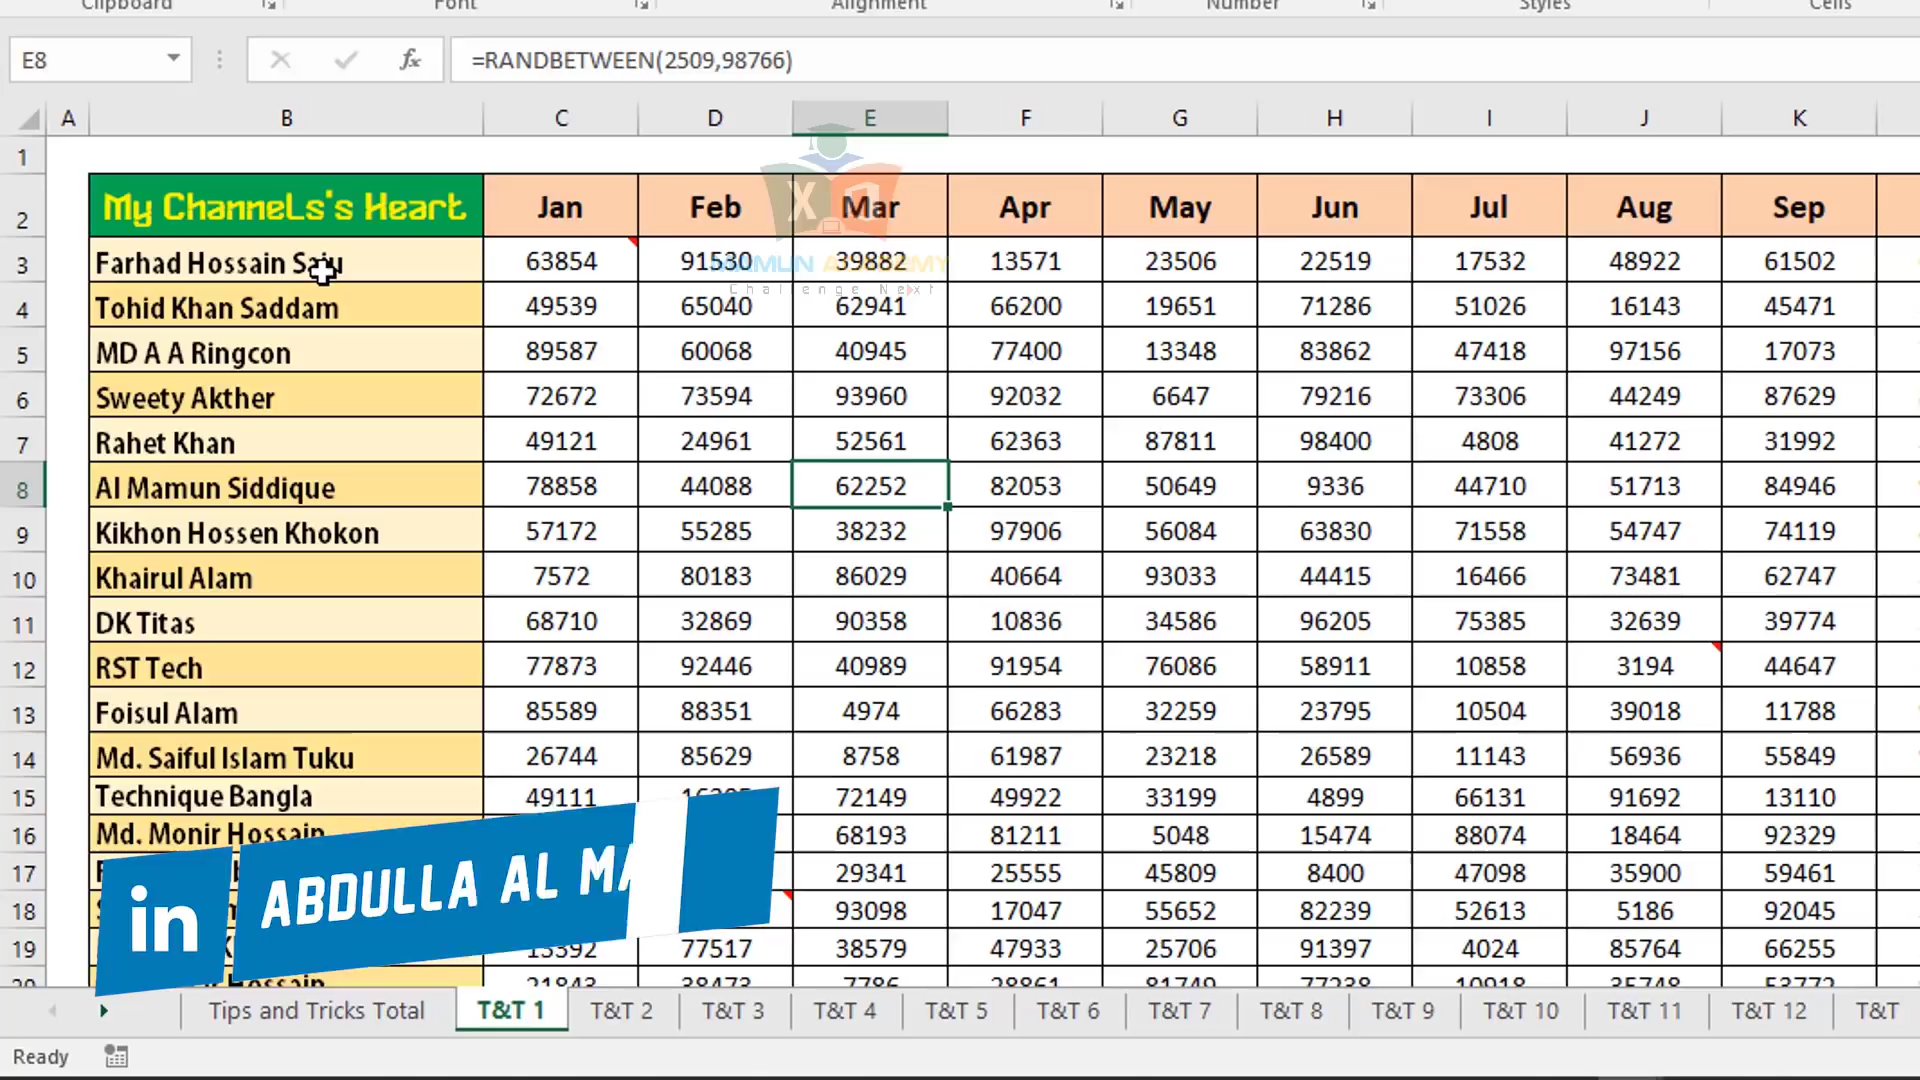 Clipboard Font Alignment Number Styles Cells
E8 fx =RANDBETWEEN(2509,98766)
A B C D E F G H I J K
1
2 My Channels's Heart Jan Feb Mar Apr May Jun Jul Aug Sep
3 Farhad Hossain Saju 63854 91530 39882 13571 23506 22519 17532 48922 61502
MAMUN ACADEMY
Challenge Next
4 Tohid Khan Saddam 49539 65040 62941 66200 19651 71286 51026 16143 45471
5 MD A A Ringcon 89587 60068 40945 77400 13348 83862 47418 97156 17073
6 Sweety Akther 72672 73594 93960 92032 6647 79216 73306 44249 87629
7 Rahet Khan 49121 24961 52561 62363 87811 98400 4808 41272 31992
8 Al Mamun Siddique 78858 44088 62252 82053 50649 9336 44710 51713 84946
9 Kikhon Hossen Khokon 57172 55285 38232 97906 56084 63830 71558 54747 74119
10 Khairul Alam 7572 80183 86029 40664 93033 44415 16466 73481 62747
11 DK Titas 68710 32869 90358 10836 34586 96205 75385 32639 39774
12 RST Tech 77873 92446 40989 91954 76086 58911 10858 3194 44647
13 Foisul Alam 85589 88351 4974 66283 32259 23795 10504 39018 11788
14 Md. Saiful Islam Tuku 26744 85629 8758 61987 23218 26589 11143 56936 55849
15 Technique Bangla 49111 72149 49922 33199 4899 66131 91692 13110
16 Md. Monir Hossain 68193 81211 5048 15474 88074 18464 92329
17 29341 25555 45809 8400 47098 35900 59461
18 93098 17047 55652 82239 52613 5186 92045
in ABDULLA AL MA
19 13392 77517 38579 47933 25706 91397 4024 85764 66255
20 Hossain 21843 38473 7786 28861 81749 77238 10918 35748 53772
Tips and Tricks Total T&T 1 T&T 2 T&T 3 T&T 4 T&T 5 T&T 6 T&T 7 T&T 8 T&T 9 T&T 10 T&T 11 T&T 12 T&T
Ready